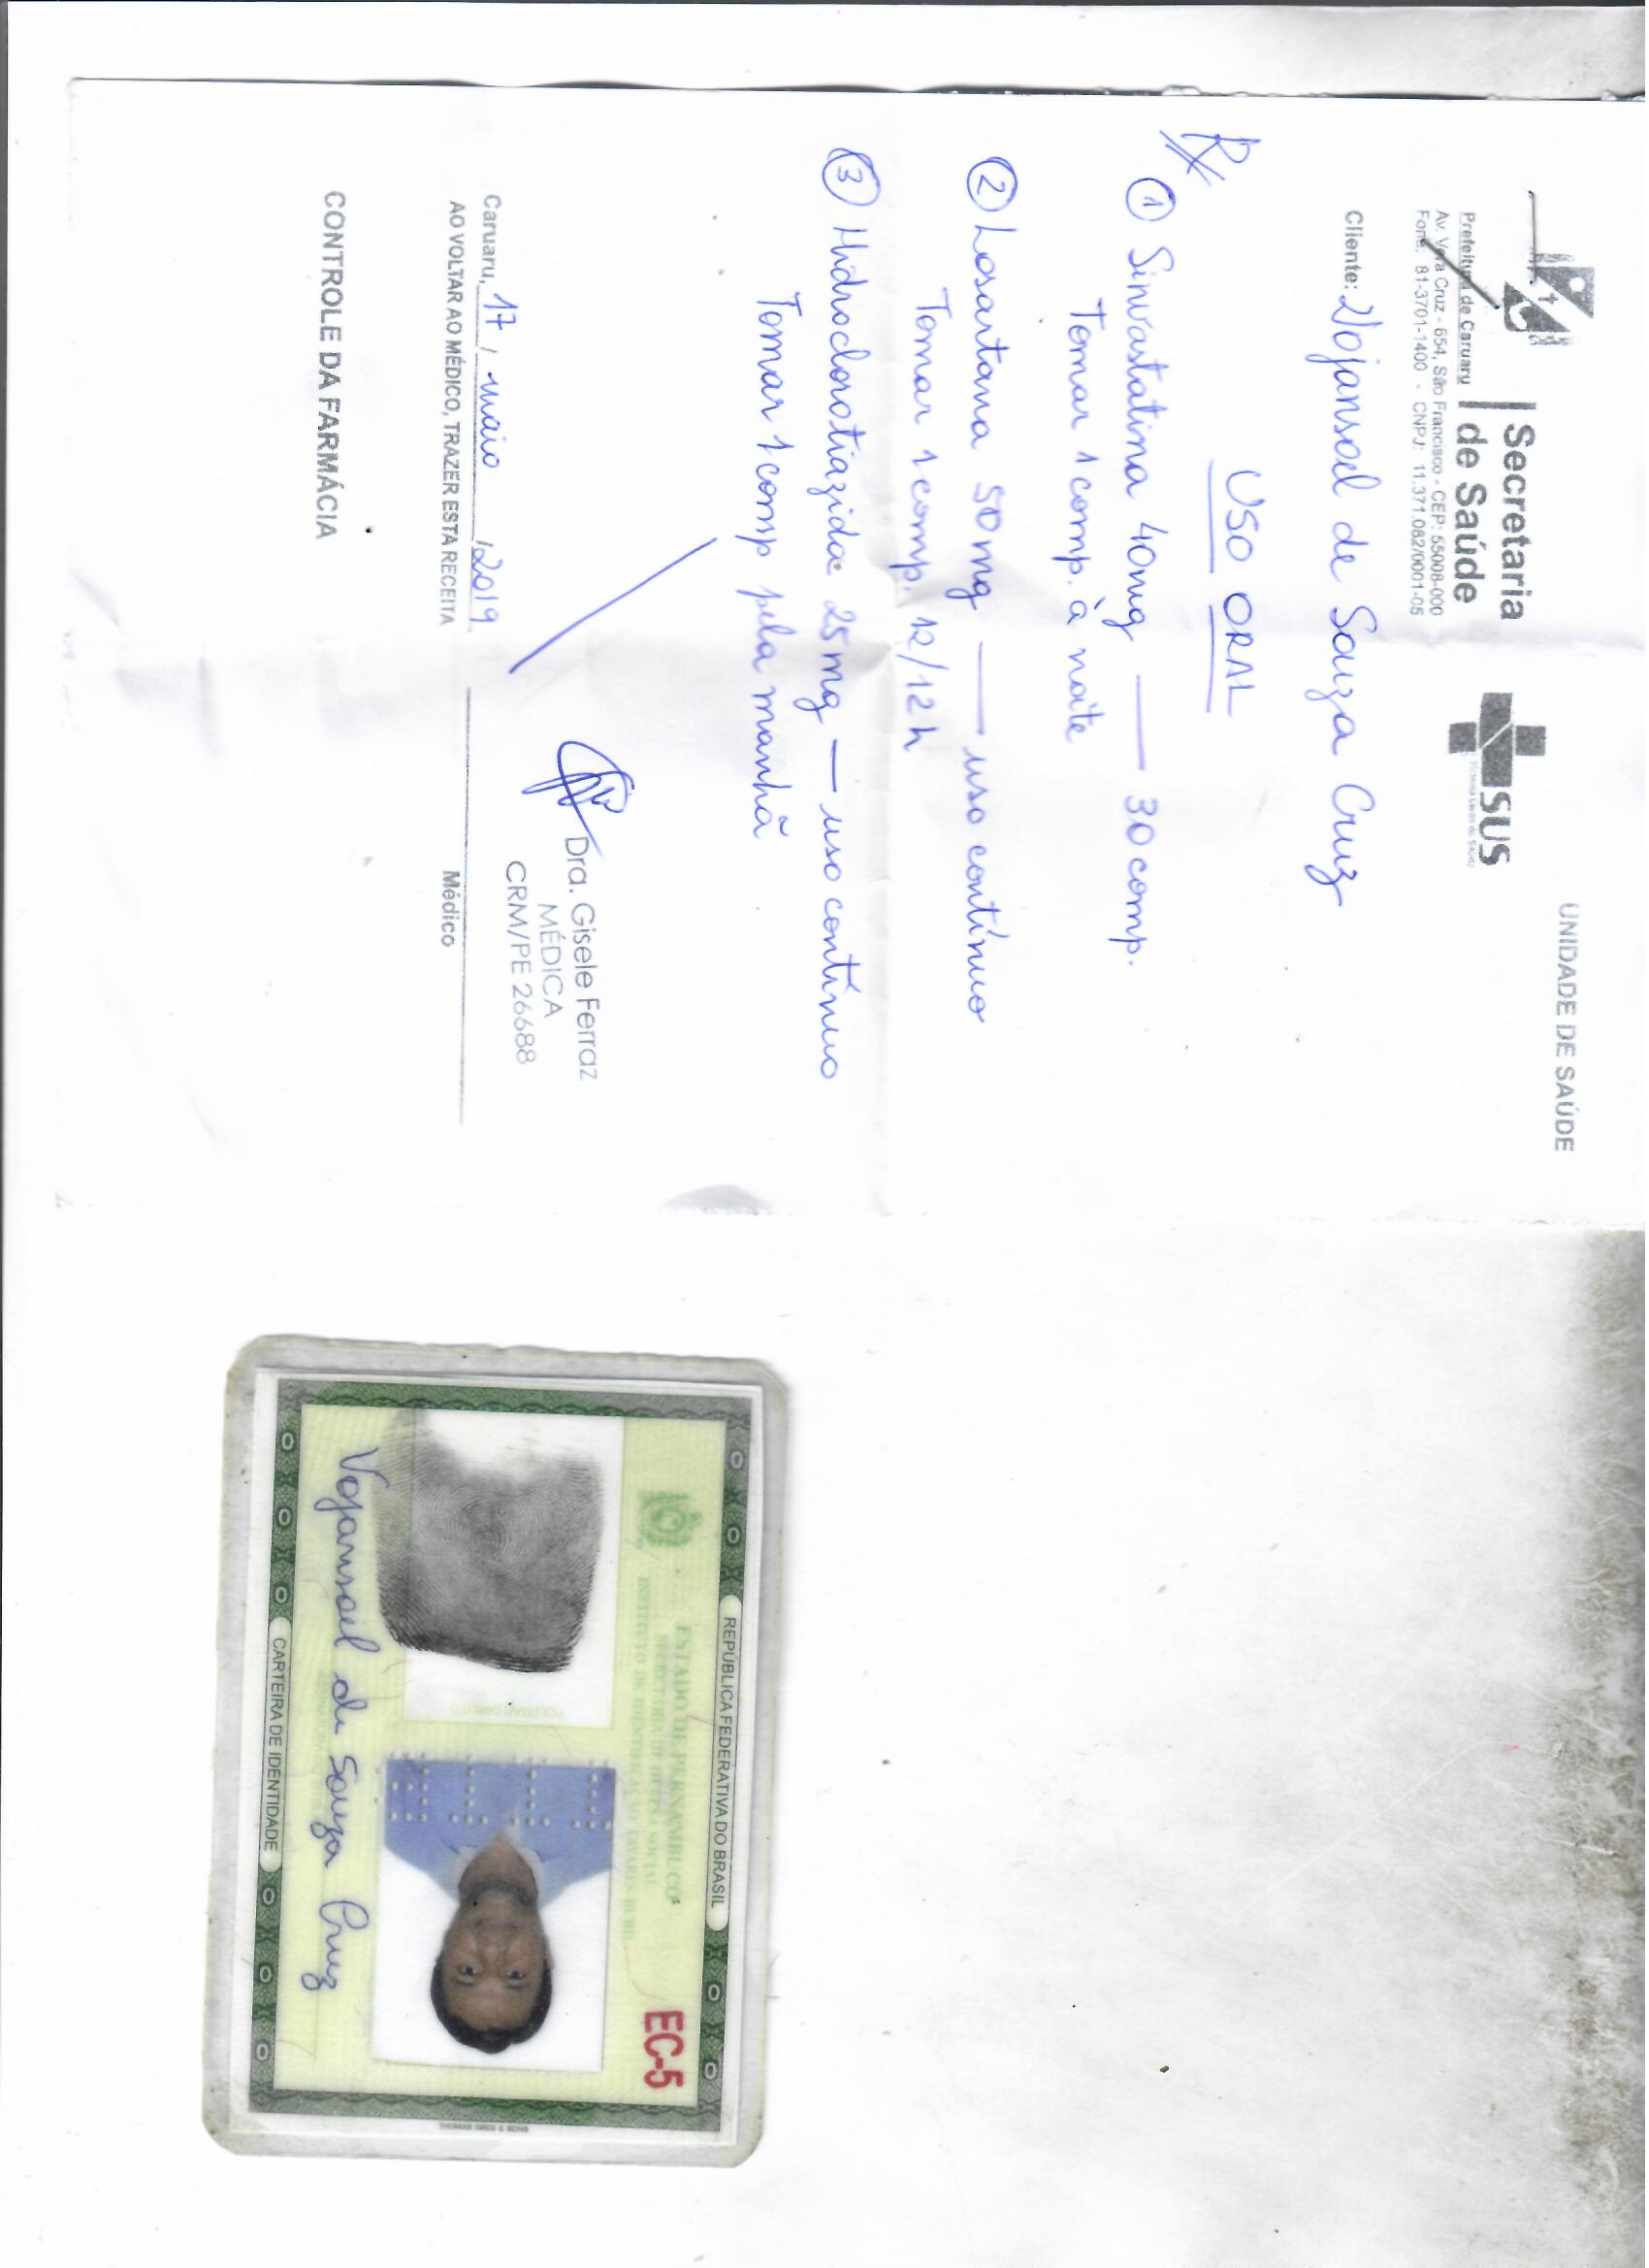 UNIDADE DE SAÚDE
Secretaria
de Saúde
Prefeitura de Caruaru
SUS
Av. Vera Cruz - 654, São Francisco - CEP: 55008-000
Fone: 81-3701-1400 - CNPJ: 11.371.082/0001-05
Cliente: Vojansoel de Souza Cruz
USO ORAL
① Sinvastatina 40mg — 30 comp.
Tomar 1 comp. à noite
② Losartana 50mg — uso contínuo
Tomar 1 comp. 12/12h
③ Hidroclorotiazida 25mg — uso contínuo
Tomar 1 comp pela manhã
Dra. Gisele Ferraz
MÉDICA
CRM/PE 26688
Caruaru, 17 / maio /2019
Médico
AO VOLTAR AO MÉDICO, TRAZER ESTA RECEITA
CONTROLE DA FARMÁCIA
REPÚBLICA FEDERATIVA DO BRASIL
ESTADO DE PERNAMBUCO
SECRETARIA DE DEFESA SOCIAL
INSTITUTO DE IDENTIFICAÇÃO TAVARES BURIL
EC-5
POLEGAR DIREITO
Vojansoel de Souza Cruz
CARTEIRA DE IDENTIDADE
THOMAS GREG & SONS